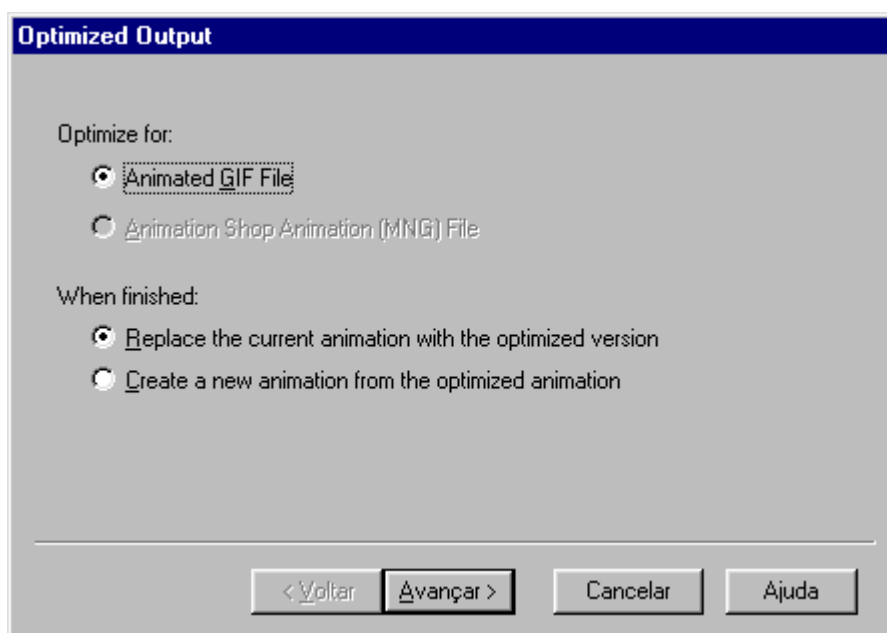 Optimized Output
Optimize for:
Animated GIF File
Animation Shop Animation (MNG) File
When finished:
Replace the current animation with the optimized version
Create a new animation from the optimized animation
< Voltar Avançar > Cancelar Ajuda